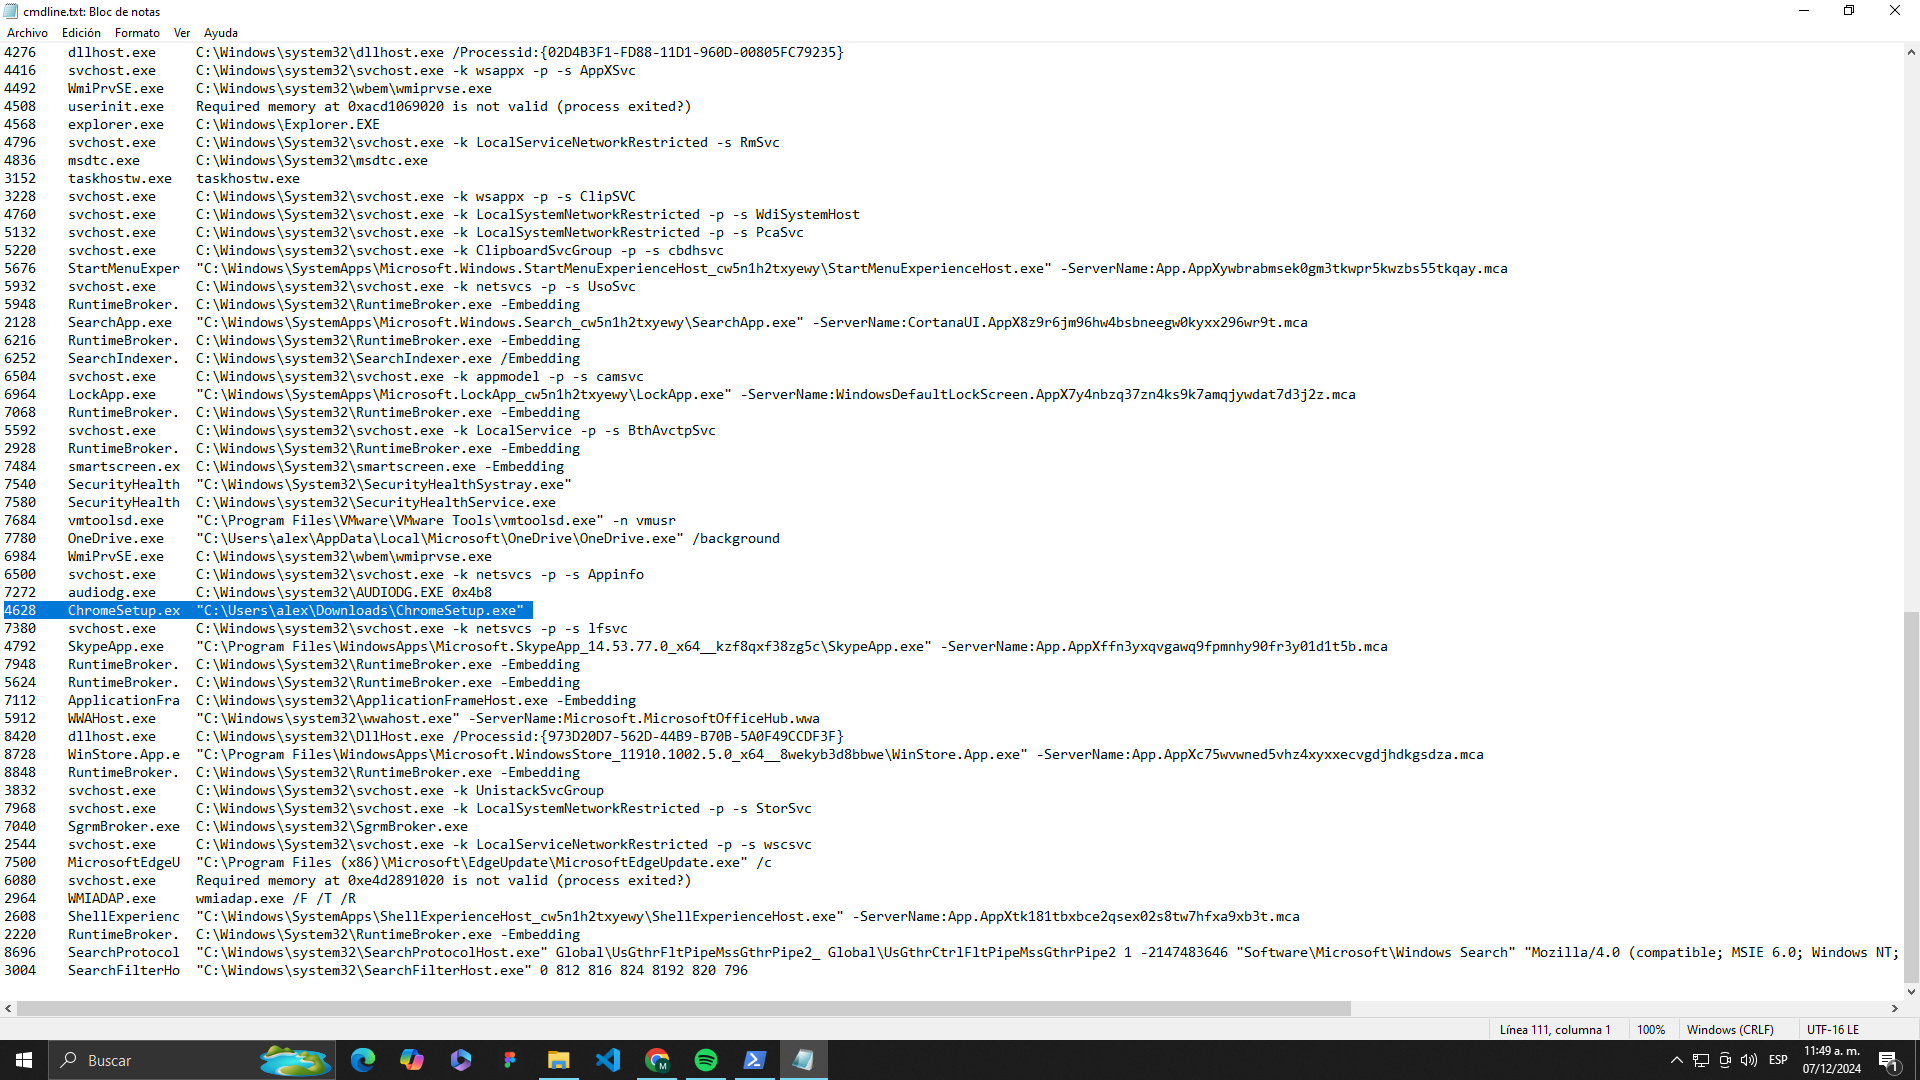 cmdline.txt: Bloc de notas
Archivo Edición Formato Ver Ayuda
4276 dllhost.exe C:\Windows\system32\dllhost.exe /Processid:{02D4B3F1-FD88-11D1-960D-00805FC79235}
4416 svchost.exe C:\Windows\system32\svchost.exe -k wsappx -p -s AppXSvc
4492 WmiPrvSE.exe C:\Windows\system32\wbem\wmiprvse.exe
4508 userinit.exe Required memory at 0xacd1069020 is not valid (process exited?)
4568 explorer.exe C:\Windows\Explorer.EXE
4796 svchost.exe C:\Windows\system32\svchost.exe -k LocalServiceNetworkRestricted -s RmSvc
4836 msdtc.exe C:\Windows\System32\msdtc.exe
3152 taskhostw.exe taskhostw.exe
3228 svchost.exe C:\Windows\System32\svchost.exe -k wsappx -p -s ClipSVC
4760 svchost.exe C:\Windows\System32\svchost.exe -k LocalSystemNetworkRestricted -p -s WdiSystemHost
5132 svchost.exe C:\Windows\system32\svchost.exe -k LocalSystemNetworkRestricted -p -s PcaSvc
5220 svchost.exe C:\Windows\system32\svchost.exe -k ClipboardSvcGroup -p -s cbdhsvc
5676 StartMenuExper "C:\Windows\SystemApps\Microsoft.Windows.StartMenuExperienceHost_cw5n1h2txyewy\StartMenuExperienceHost.exe" -ServerName:App.AppXywbrabmsek0gm3tkwpr5kwzbs55tkqay.mca
5932 svchost.exe C:\Windows\system32\svchost.exe -k netsvcs -p -s UsoSvc
5948 RuntimeBroker. C:\Windows\System32\RuntimeBroker.exe -Embedding
2128 SearchApp.exe "C:\Windows\SystemApps\Microsoft.Windows.Search_cw5n1h2txyewy\SearchApp.exe" -ServerName:CortanaUI.AppX8z9r6jm96hw4bsbneegw0kyxx296wr9t.mca
6216 RuntimeBroker. C:\Windows\System32\RuntimeBroker.exe -Embedding
6252 SearchIndexer. C:\Windows\system32\SearchIndexer.exe /Embedding
6504 svchost.exe C:\Windows\system32\svchost.exe -k appmodel -p -s camsvc
6964 LockApp.exe "C:\Windows\SystemApps\Microsoft.LockApp_cw5n1h2txyewy\LockApp.exe" -ServerName:WindowsDefaultLockScreen.AppX7y4nbzq37zn4ks9k7amqjywdat7d3j2z.mca
7068 RuntimeBroker. C:\Windows\System32\RuntimeBroker.exe -Embedding
5592 svchost.exe C:\Windows\system32\svchost.exe -k LocalService -p -s BthAvctpSvc
2928 RuntimeBroker. C:\Windows\System32\RuntimeBroker.exe -Embedding
7484 smartscreen.ex C:\Windows\System32\smartscreen.exe -Embedding
7540 SecurityHealth "C:\Windows\System32\SecurityHealthSystray.exe"
7580 SecurityHealth C:\Windows\system32\SecurityHealthService.exe
7684 vmtoolsd.exe "C:\Program Files\VMware\VMware Tools\vmtoolsd.exe" -n vmusr
7780 OneDrive.exe "C:\Users\alex\AppData\Local\Microsoft\OneDrive\OneDrive.exe" /background
6984 WmiPrvSE.exe C:\Windows\system32\wbem\wmiprvse.exe
6500 svchost.exe C:\Windows\system32\svchost.exe -k netsvcs -p -s Appinfo
7272 audiodg.exe C:\Windows\system32\AUDIODG.EXE 0x4b8
4628 ChromeSetup.ex "C:\Users\alex\Downloads\ChromeSetup.exe"
7380 svchost.exe C:\Windows\system32\svchost.exe -k netsvcs -p -s lfsvc
4792 SkypeApp.exe "C:\Program Files\WindowsApps\Microsoft.SkypeApp_14.53.77.0_x64__kzf8qxf38zg5c\SkypeApp.exe" -ServerName:App.AppXffn3yxqvgawq9fpmnhy90fr3y01d1t5b.mca
7948 RuntimeBroker. C:\Windows\System32\RuntimeBroker.exe -Embedding
5624 RuntimeBroker. C:\Windows\System32\RuntimeBroker.exe -Embedding
7112 ApplicationFra C:\Windows\system32\ApplicationFrameHost.exe -Embedding
5912 WWAHost.exe "C:\Windows\system32\wwahost.exe" -ServerName:Microsoft.MicrosoftOfficeHub.wwa
8420 dllhost.exe C:\Windows\system32\DllHost.exe /Processid:{973D20D7-562D-44B9-B70B-5A0F49CCDF3F}
8728 WinStore.App.e "C:\Program Files\WindowsApps\Microsoft.WindowsStore_11910.1002.5.0_x64__8wekyb3d8bbwe\WinStore.App.exe" -ServerName:App.AppXc75wvwned5vhz4xyxxecvgdjhdkgsdza.mca
8848 RuntimeBroker. C:\Windows\System32\RuntimeBroker.exe -Embedding
3832 svchost.exe C:\Windows\system32\svchost.exe -k UnistackSvcGroup
7968 svchost.exe C:\Windows\System32\svchost.exe -k LocalSystemNetworkRestricted -p -s StorSvc
7040 SgrmBroker.exe C:\Windows\system32\SgrmBroker.exe
2544 svchost.exe C:\Windows\System32\svchost.exe -k LocalServiceNetworkRestricted -p -s wscsvc
7500 MicrosoftEdgeU "C:\Program Files (x86)\Microsoft\EdgeUpdate\MicrosoftEdgeUpdate.exe" /c
6080 svchost.exe Required memory at 0xe4d2891020 is not valid (process exited?)
2964 WMIADAP.exe wmiadap.exe /F /T /R
2608 ShellExperienc "C:\Windows\SystemApps\ShellExperienceHost_cw5n1h2txyewy\ShellExperienceHost.exe" -ServerName:App.AppXtk181tbxbce2qsex02s8tw7hfxa9xb3t.mca
2220 RuntimeBroker. C:\Windows\System32\RuntimeBroker.exe -Embedding
8696 SearchProtocol "C:\Windows\system32\SearchProtocolHost.exe" Global\UsGthrFltPipeMssGthrPipe2_ Global\UsGthrCtrlFltPipeMssGthrPipe2 1 -2147483646 "Software\Microsoft\Windows Search" "Mozilla/4.0 (compatible; MSIE 6.0; Windows NT;
3004 SearchFilterHo "C:\Windows\system32\SearchFilterHost.exe" 0 812 816 824 8192 820 796
Línea 111, columna 1 100% Windows (CRLF) UTF-16 LE
Buscar
M
ESP
11:49 a. m.
07/12/2024
1